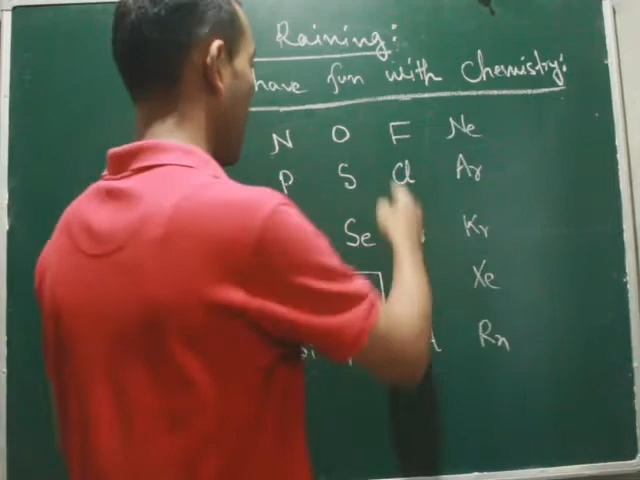 Raining:
have fun with Chemistry:
N O F Ne
P S Cl Ar
Se Kr
Xe
Rn